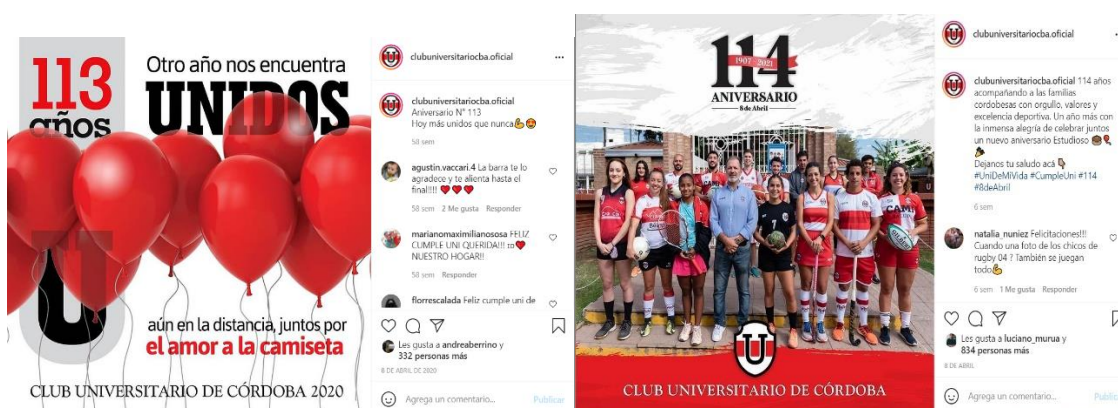 113
años
Otro año nos encuentra
UNIDOS
U
aún en la distancia, juntos por
el amor a la camiseta
CLUB UNIVERSITARIO DE CÓRDOBA 2020
clubuniversitariocba.oficial
clubuniversitariocba.oficial
Aniversario N° 113
Hoy más unidos que nunca
58 sem
agustin.vaccari.4 La barra te lo
agradece y te alienta hasta el
final!!!!
58 sem 2 Me gusta Responder
marianomaximilianososa FELIZ
CUMPLE UNI QUERIDA!!!
NUESTRO HOGAR!!
58 sem Responder
florrescalada Feliz cumple uni de
Les gusta a andreaberrino y
332 personas más
8 DE ABRIL DE 2020
Agrega un comentario...
Publicar
114
1907 2021
ANIVERSARIO
8 de Abril
U
CLUB UNIVERSITARIO DE CÓRDOBA
clubuniversitariocba.oficial
clubuniversitariocba.oficial 114 años
acompañando a las familias
cordobesas con orgullo, valores y
excelencia deportiva. Un año más con
la inmensa alegría de celebrar juntos
un nuevo aniversario Estudioso
Dejanos tu saludo acá
#UniDeMiVida #CumpleUni #114
#8deAbril
6 sem
natalia_nuniez Felicitaciones!!!
Cuando una foto de los chicos de
rugby 04 ? También se juegan
todo
6 sem 1 Me gusta Responder
Les gusta a luciano_murua y
834 personas más
8 DE ABRIL
Agrega un comentario...